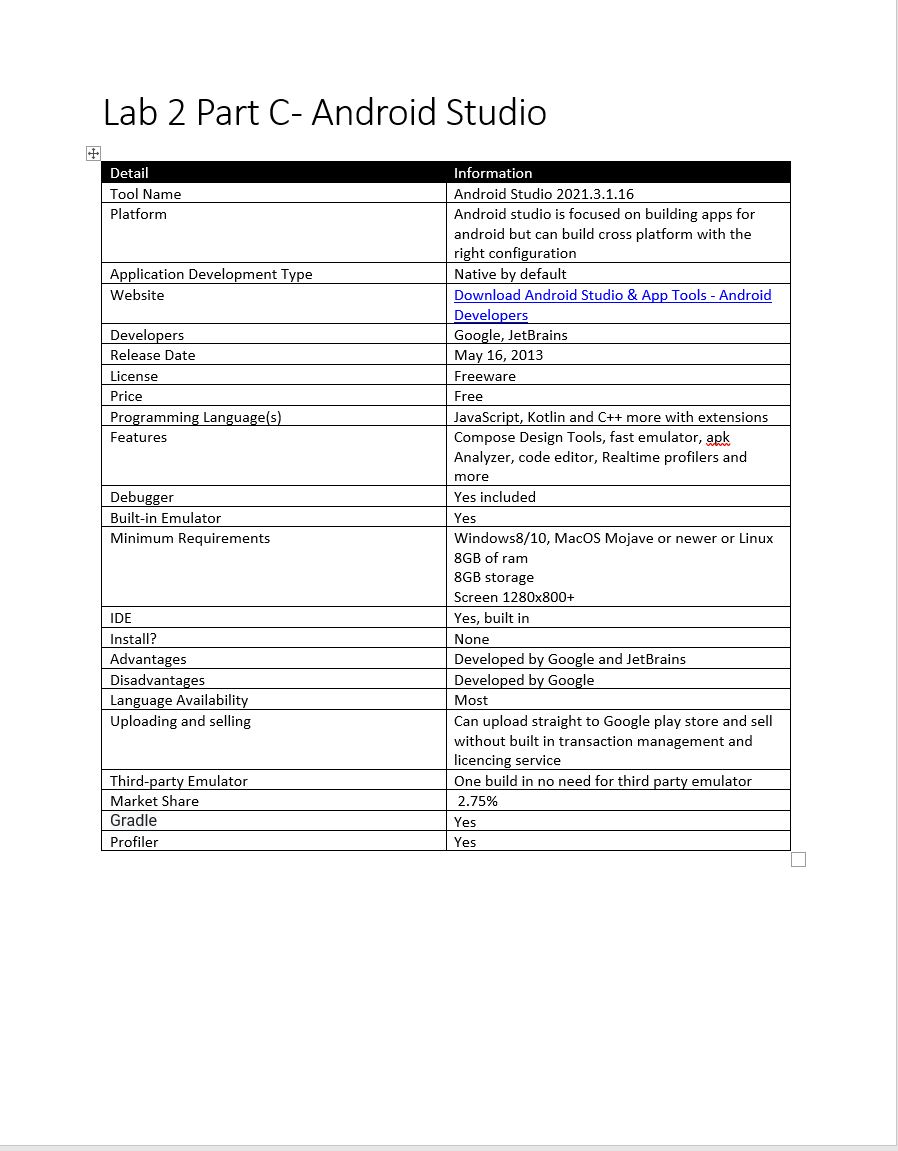 Lab 2 Part C- Android Studio
Detail Information
Tool Name Android Studio 2021.3.1.16
Platform Android studio is focused on building apps for
android but can build cross platform with the
right configuration
Application Development Type Native by default
Website Download Android Studio & App Tools - Android
Developers
Developers Google, JetBrains
Release Date May 16, 2013
License Freeware
Price Free
Programming Language(s) JavaScript, Kotlin and C++ more with extensions
Features Compose Design Tools, fast emulator, apk
Analyzer, code editor, Realtime profilers and
more
Debugger Yes included
Built-in Emulator Yes
Minimum Requirements Windows8/10, MacOS Mojave or newer or Linux
8GB of ram
8GB storage
Screen 1280x800+
IDE Yes, built in
Install? None
Advantages Developed by Google and JetBrains
Disadvantages Developed by Google
Language Availability Most
Uploading and selling Can upload straight to Google play store and sell
without built in transaction management and
licencing service
Third-party Emulator One build in no need for third party emulator
Market Share 2.75%
Gradle Yes
Profiler Yes